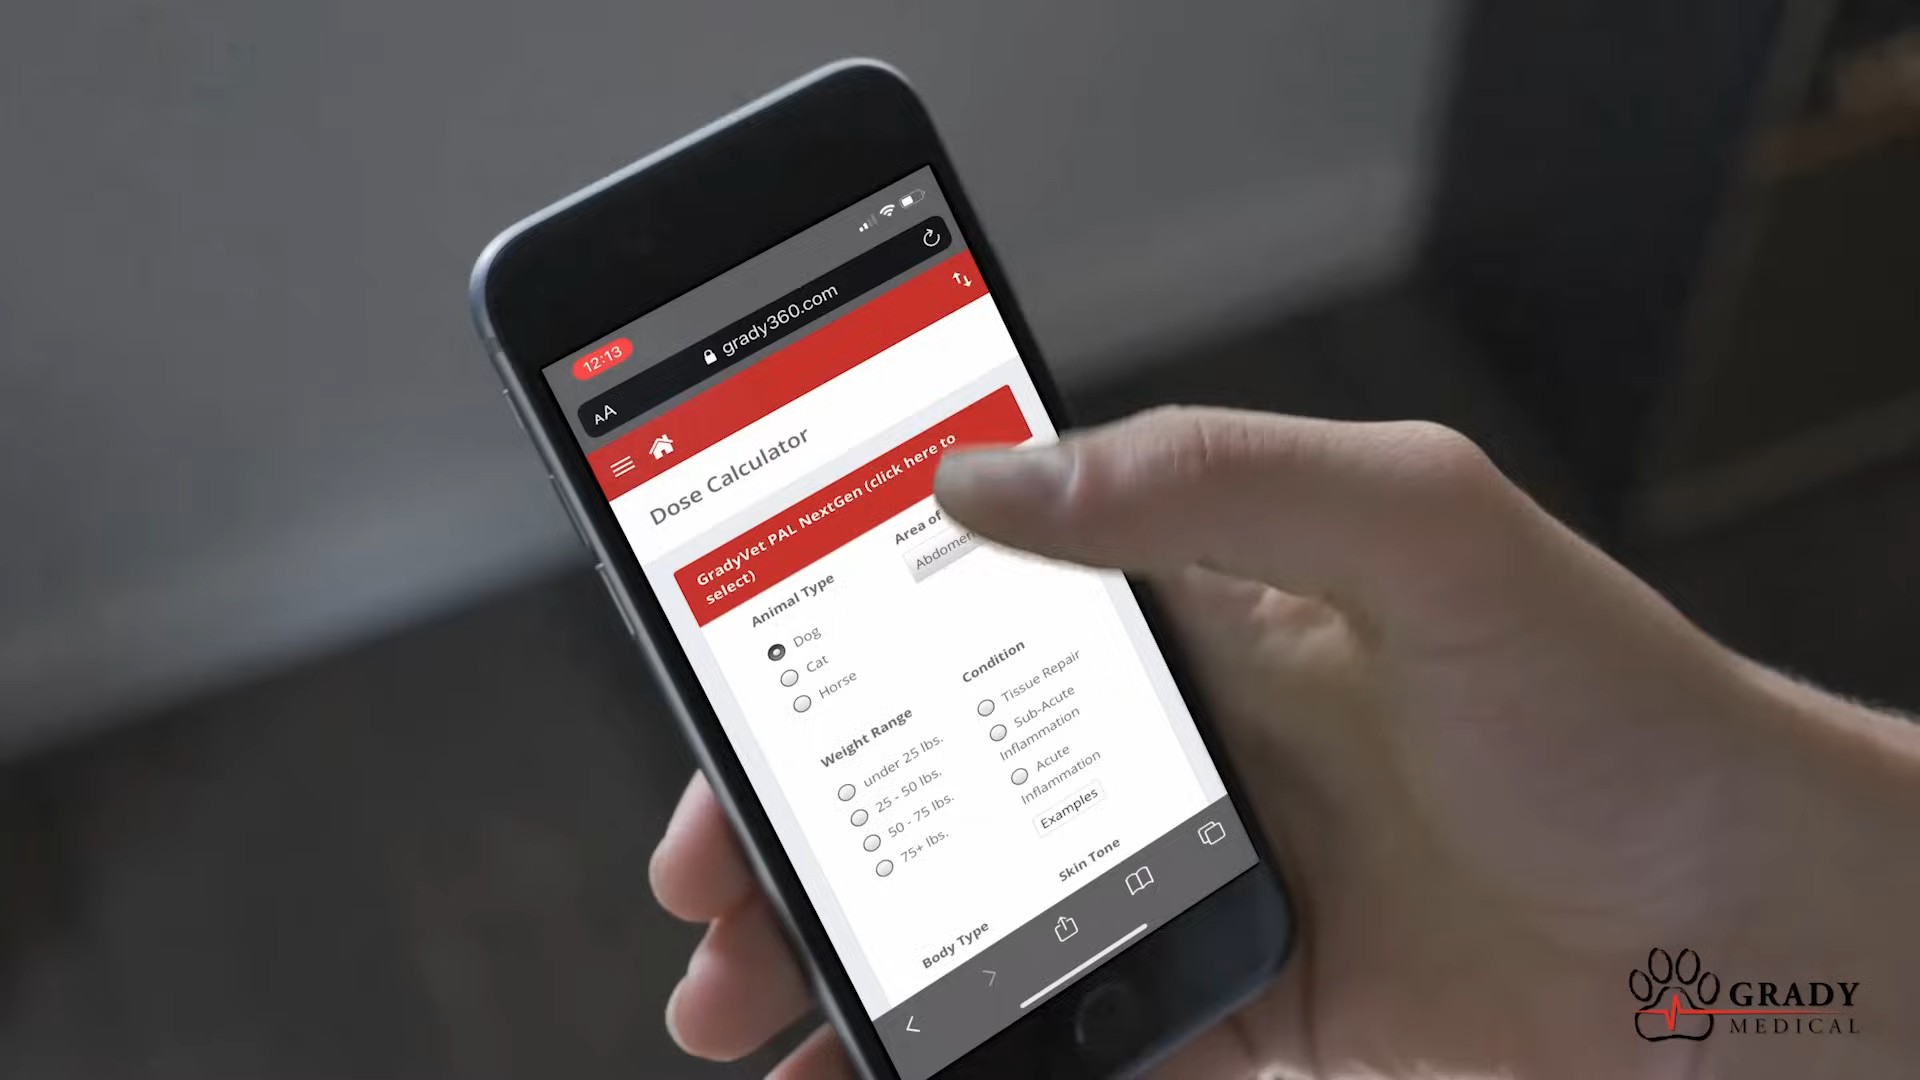 12:13
AA
grady360.com
Dose Calculator
GradyVet PAL NextGen (click here to
select)
Animal Type
Dog
Cat
Horse
Area of
Abdomen
Weight Range
under 25 lbs.
25 - 50 lbs.
50 - 75 lbs.
75+ lbs.
Condition
Tissue Repair
Sub-Acute
Inflammation
Acute
Inflammation
Examples
Skin Tone
Body Type
GRADY
MEDICAL